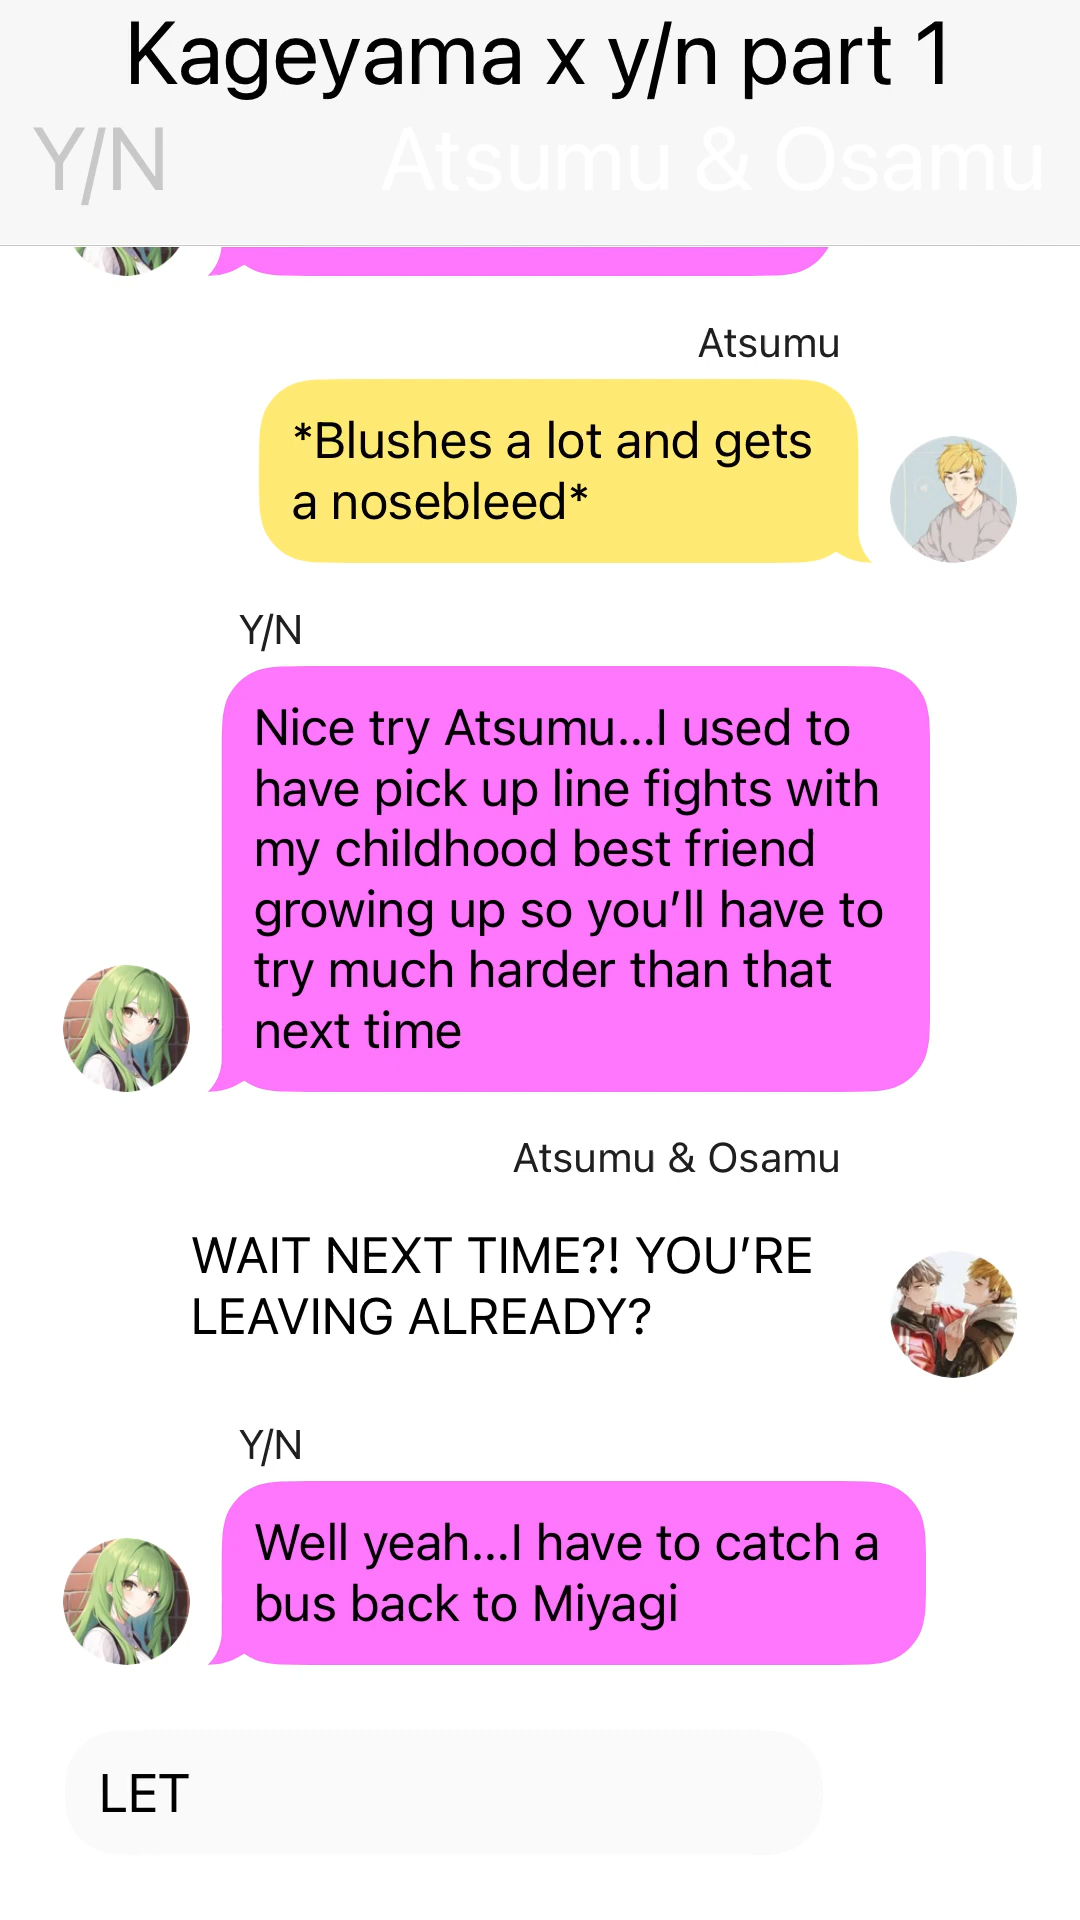 Kageyama x y/n part 1
Y/N
Atsumu & Osamu
Atsumu
*Blushes a lot and gets
a nosebleed*
Y/N
Nice try Atsumu...I used to
have pick up line fights with
my childhood best friend
growing up so you’ll have to
try much harder than that
next time
Atsumu & Osamu
WAIT NEXT TIME?! YOU’RE
LEAVING ALREADY?
Y/N
Well yeah...I have to catch a
bus back to Miyagi
LET